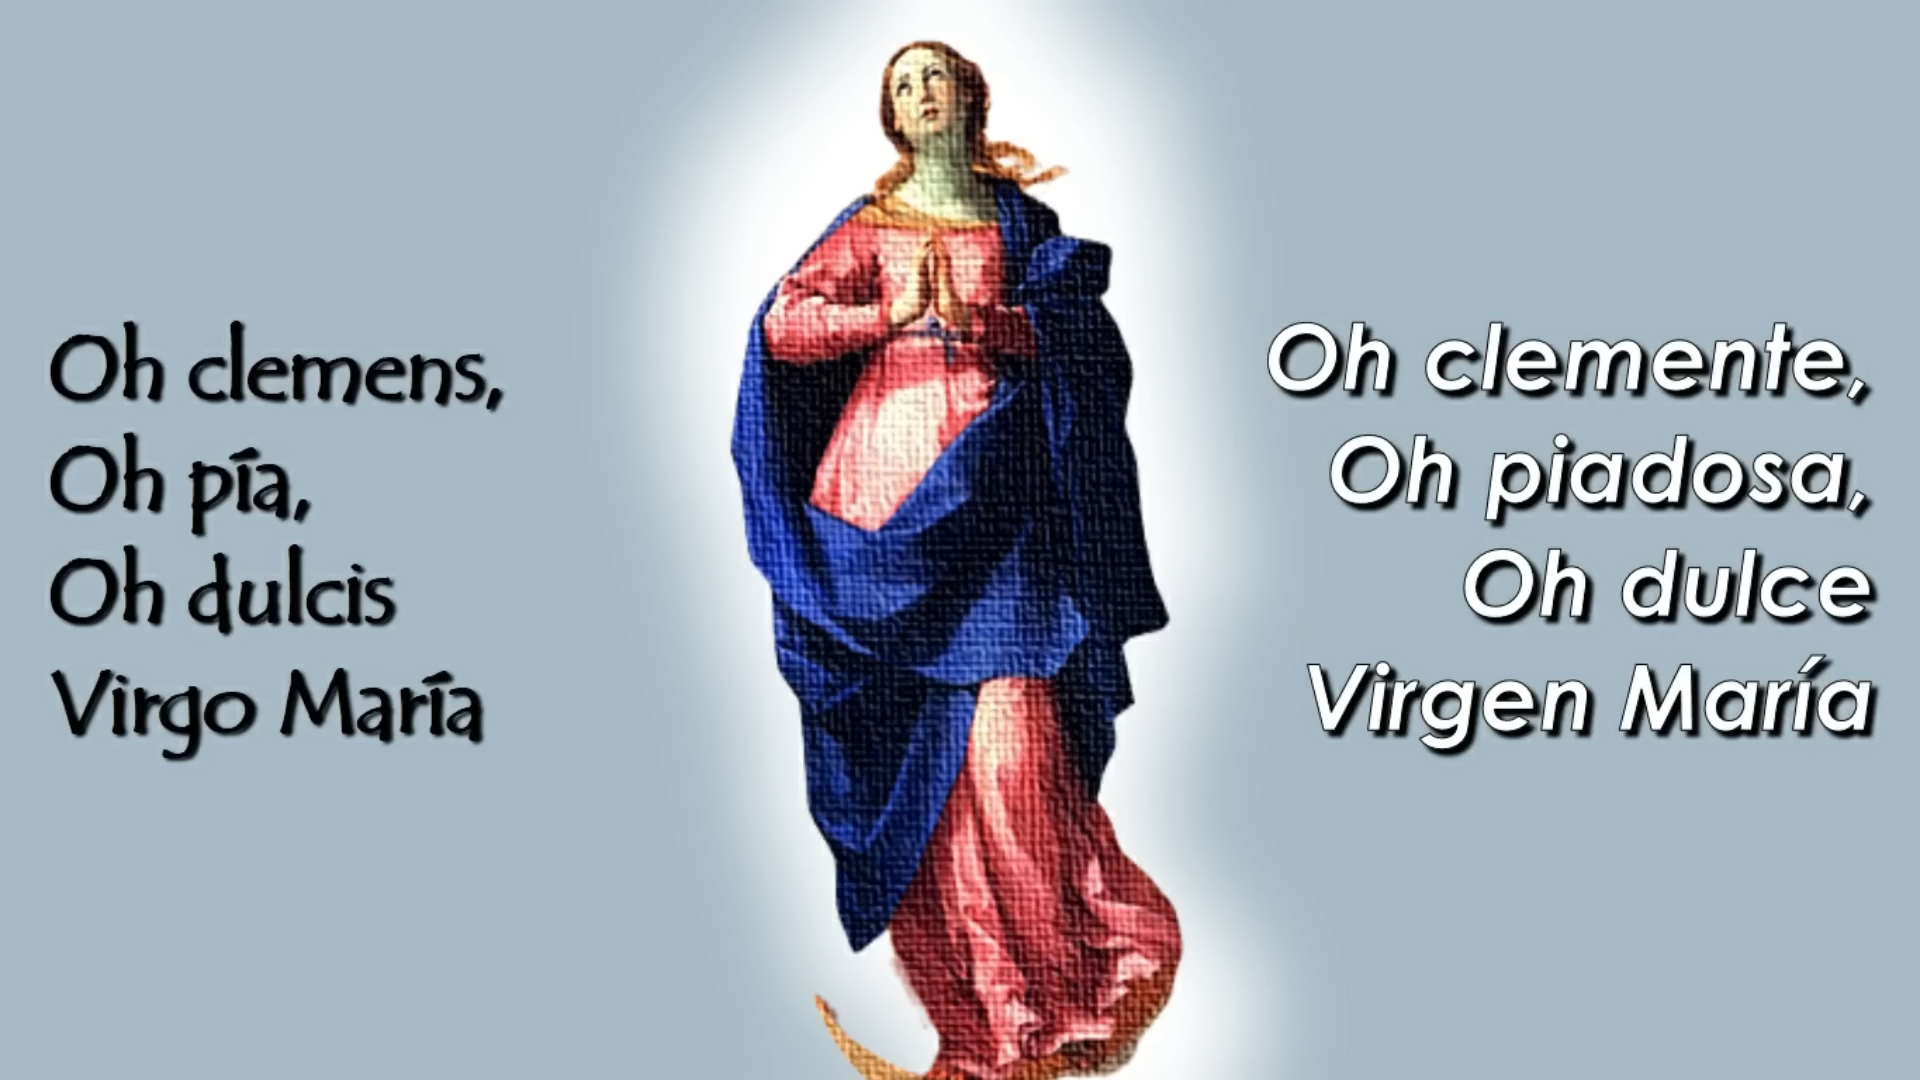 Oh clemens,
Oh pía,
Oh dulcis
Virgo María
Oh clemente,
Oh piadosa,
Oh dulce
Virgen María